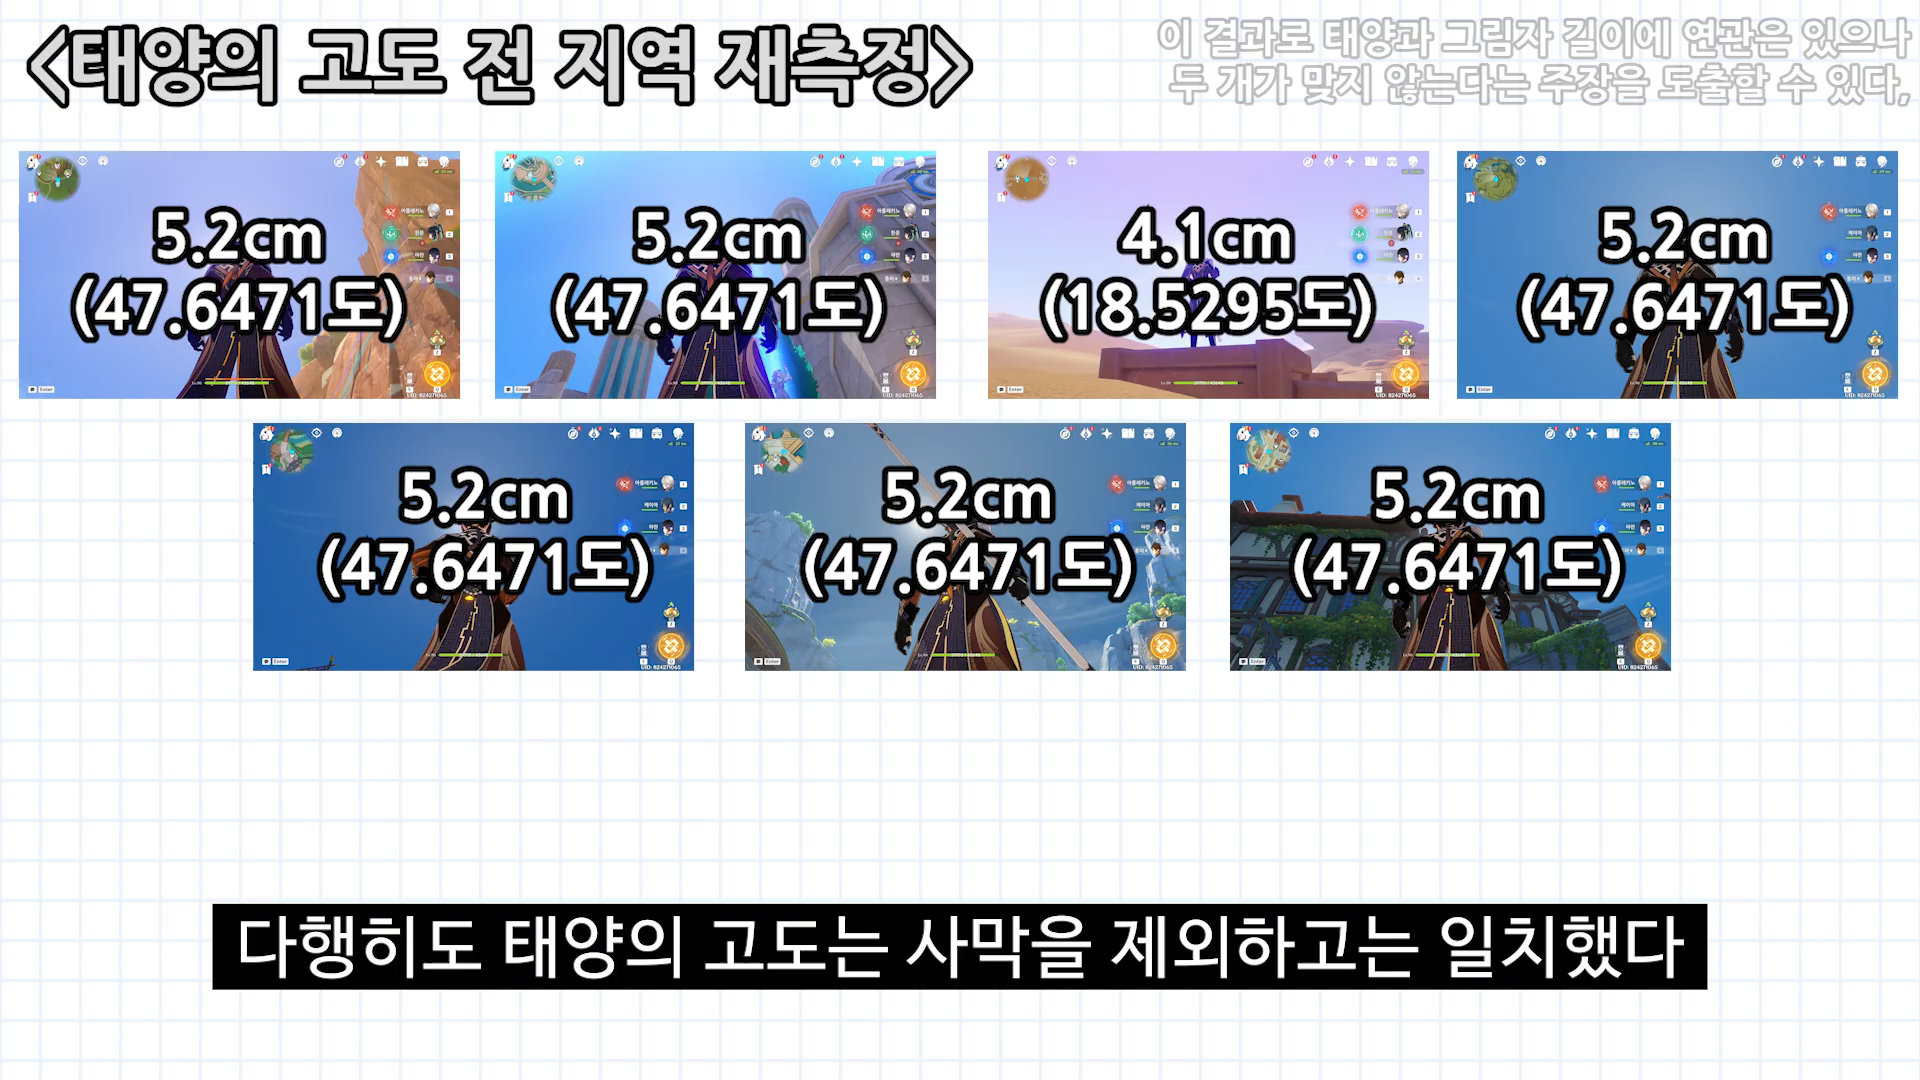 <태양의 고도 전 지역 재측정>
이 결과로 태양과 그림자 길이에 연관은 있으나
두 개가 맞지 않는다는 주장을 도출할 수 있다,
5.2cm
(47.6471도)
5.2cm
(47.6471도)
4.1cm
(18.5295도)
5.2cm
(47.6471도)
5.2cm
(47.6471도)
5.2cm
(47.6471도)
5.2cm
(47.6471도)
다행히도 태양의 고도는 사막을 제외하고는 일치했다